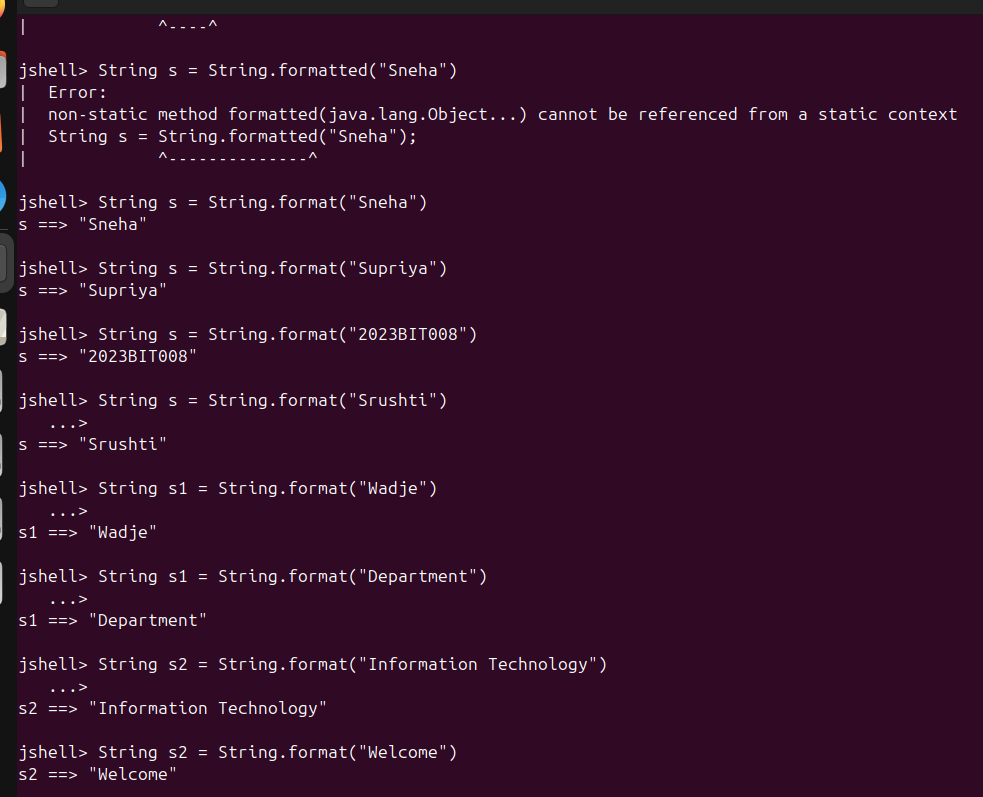 |             ^----^
jshell> String s = String.formatted("Sneha")
|  Error:
|  non-static method formatted(java.lang.Object...) cannot be referenced from a static context
|  String s = String.formatted("Sneha");
|             ^--------------^
jshell> String s = String.format("Sneha")
s ==> "Sneha"
jshell> String s = String.format("Supriya")
s ==> "Supriya"
jshell> String s = String.format("2023BIT008")
s ==> "2023BIT008"
jshell> String s = String.format("Srushti")
   ...>
s ==> "Srushti"
jshell> String s1 = String.format("Wadje")
   ...>
s1 ==> "Wadje"
jshell> String s1 = String.format("Department")
   ...>
s1 ==> "Department"
jshell> String s2 = String.format("Information Technology")
   ...>
s2 ==> "Information Technology"
jshell> String s2 = String.format("Welcome")
s2 ==> "Welcome"